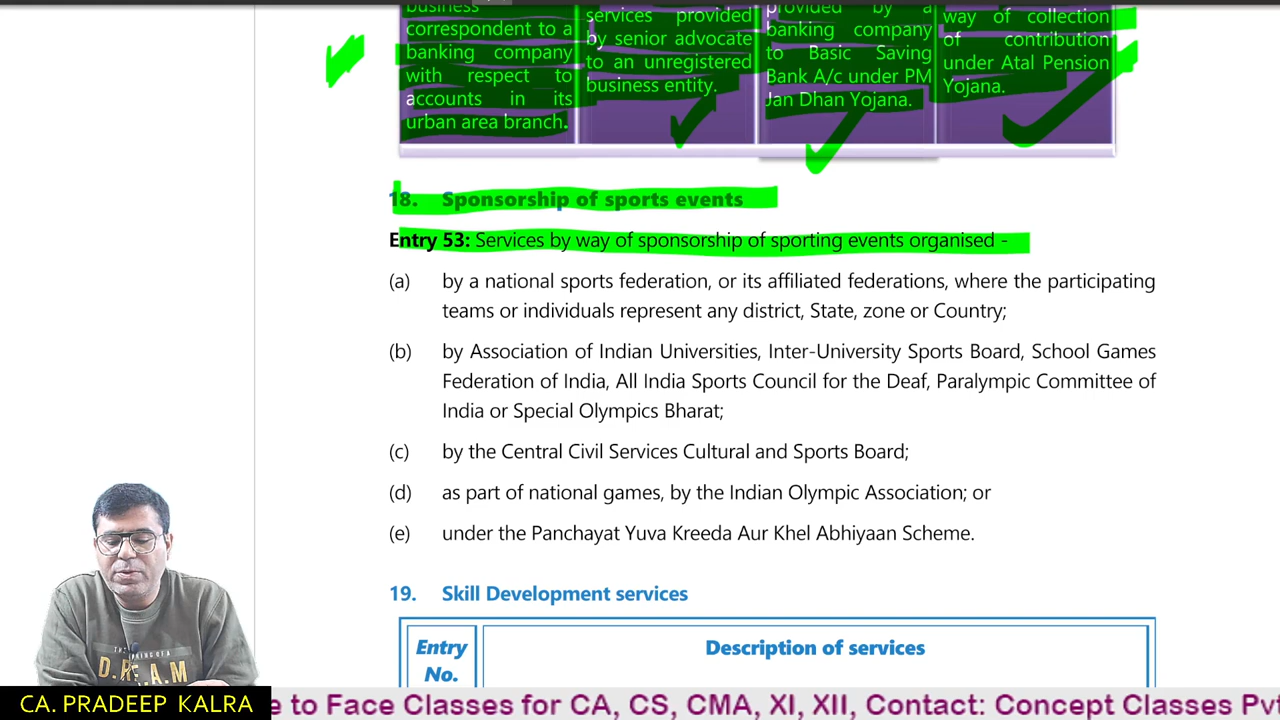 business
correspondent to a
banking company
with respect to
accounts in its
urban area branch.
services provided
by senior advocate
to an unregistered
business entity.
provided by a
banking company
to Basic Saving
Bank A/c under PM
Jan Dhan Yojana.
way of collection
of contribution
under Atal Pension
Yojana.
18. Sponsorship of sports events
Entry 53: Services by way of sponsorship of sporting events organised -
(a) by a national sports federation, or its affiliated federations, where the participating
teams or individuals represent any district, State, zone or Country;
(b) by Association of Indian Universities, Inter-University Sports Board, School Games
Federation of India, All India Sports Council for the Deaf, Paralympic Committee of
India or Special Olympics Bharat;
(c) by the Central Civil Services Cultural and Sports Board;
(d) as part of national games, by the Indian Olympic Association; or
(e) under the Panchayat Yuva Kreeda Aur Khel Abhiyaan Scheme.
19. Skill Development services
Entry
No.
Description of services
CA. PRADEEP KALRA
e to Face Classes for CA, CS, CMA, XI, XII, Contact: Concept Classes Pv